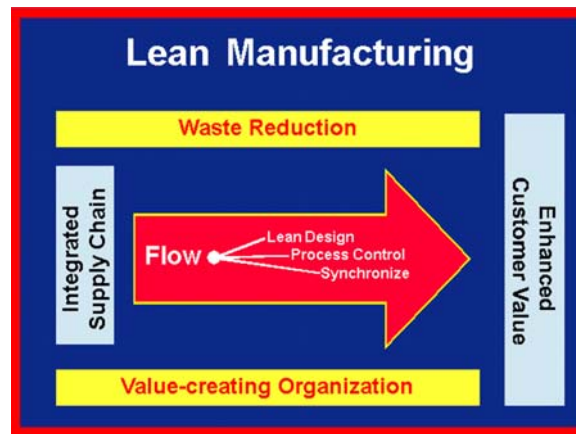 Lean Manufacturing
Waste Reduction
Integrated
Supply Chain
Flow
Lean Design
Process Control
Synchronize
Enhanced
Customer Value
Value-creating Organization